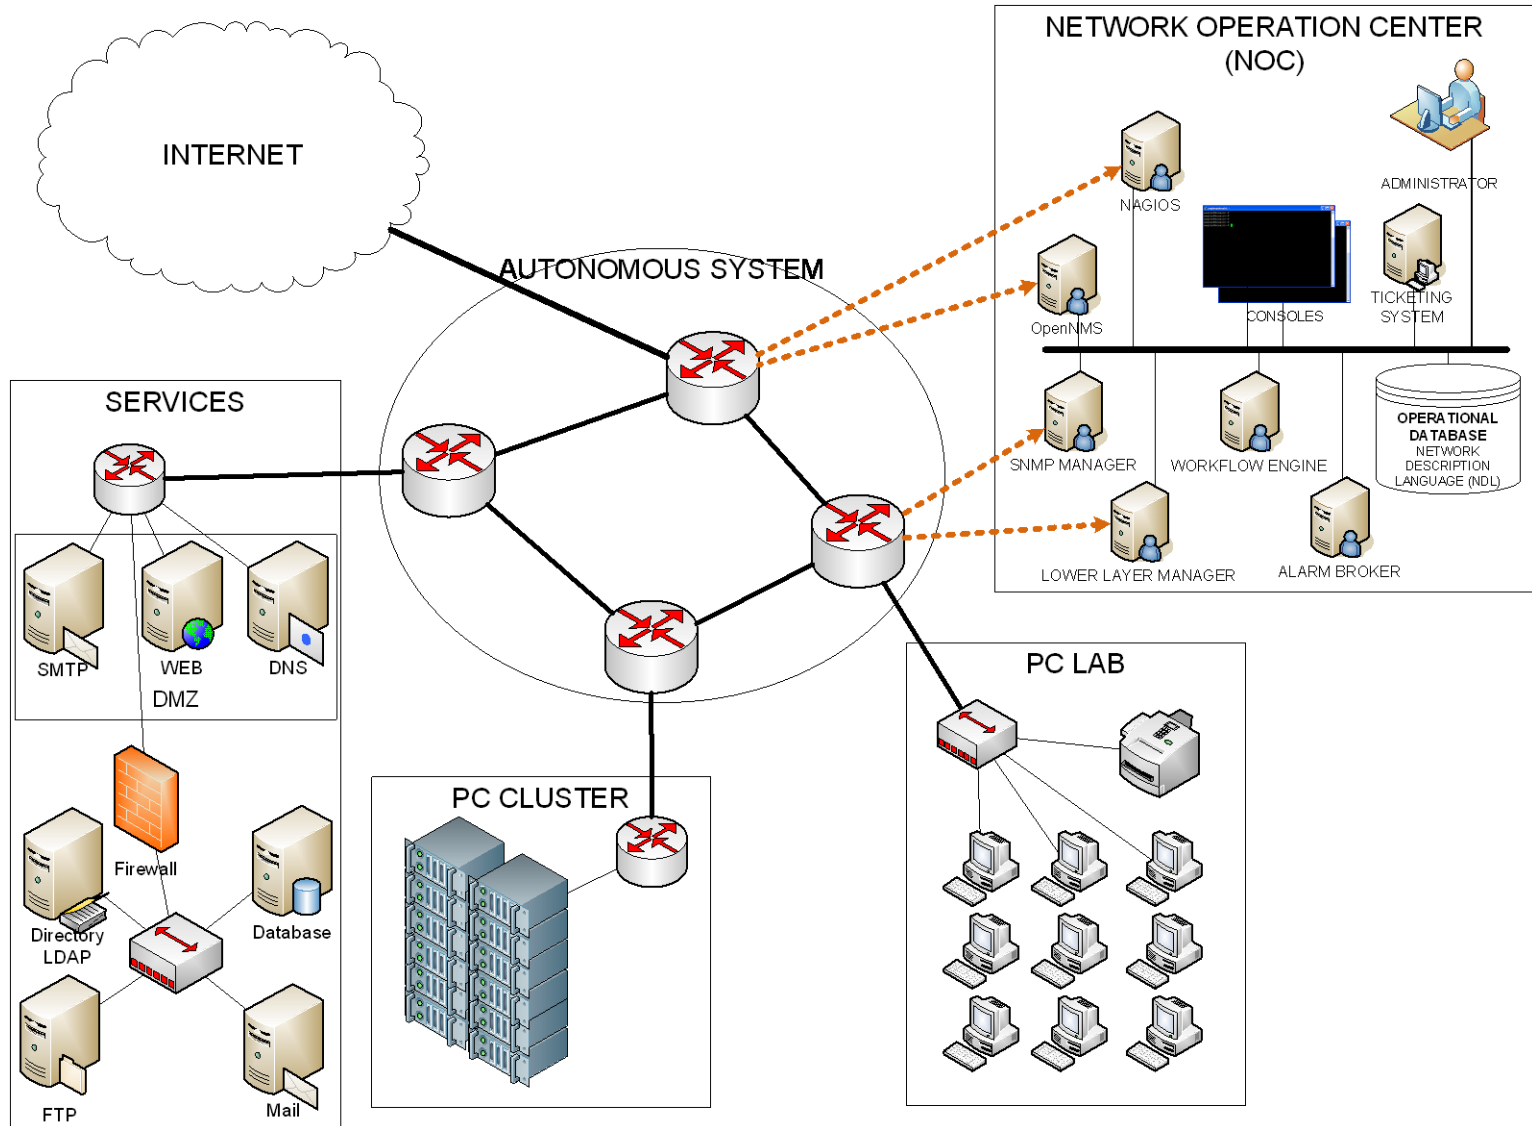 NETWORK OPERATION CENTER
(NOC)
INTERNET
NAGIOS
ADMINISTRATOR
AUTONOMOUS SYSTEM
OpenNMS
CONSOLES
TICKETING
SYSTEM
SERVICES
OPERATIONAL
DATABASE
NETWORK
DESCRIPTION
LANGUAGE (NDL)
SNMP MANAGER
WORKFLOW ENGINE
LOWER LAYER MANAGER
ALARM BROKER
SMTP
WEB
DNS
DMZ
PC LAB
PC CLUSTER
Firewall
Directory
LDAP
Database
FTP
Mail